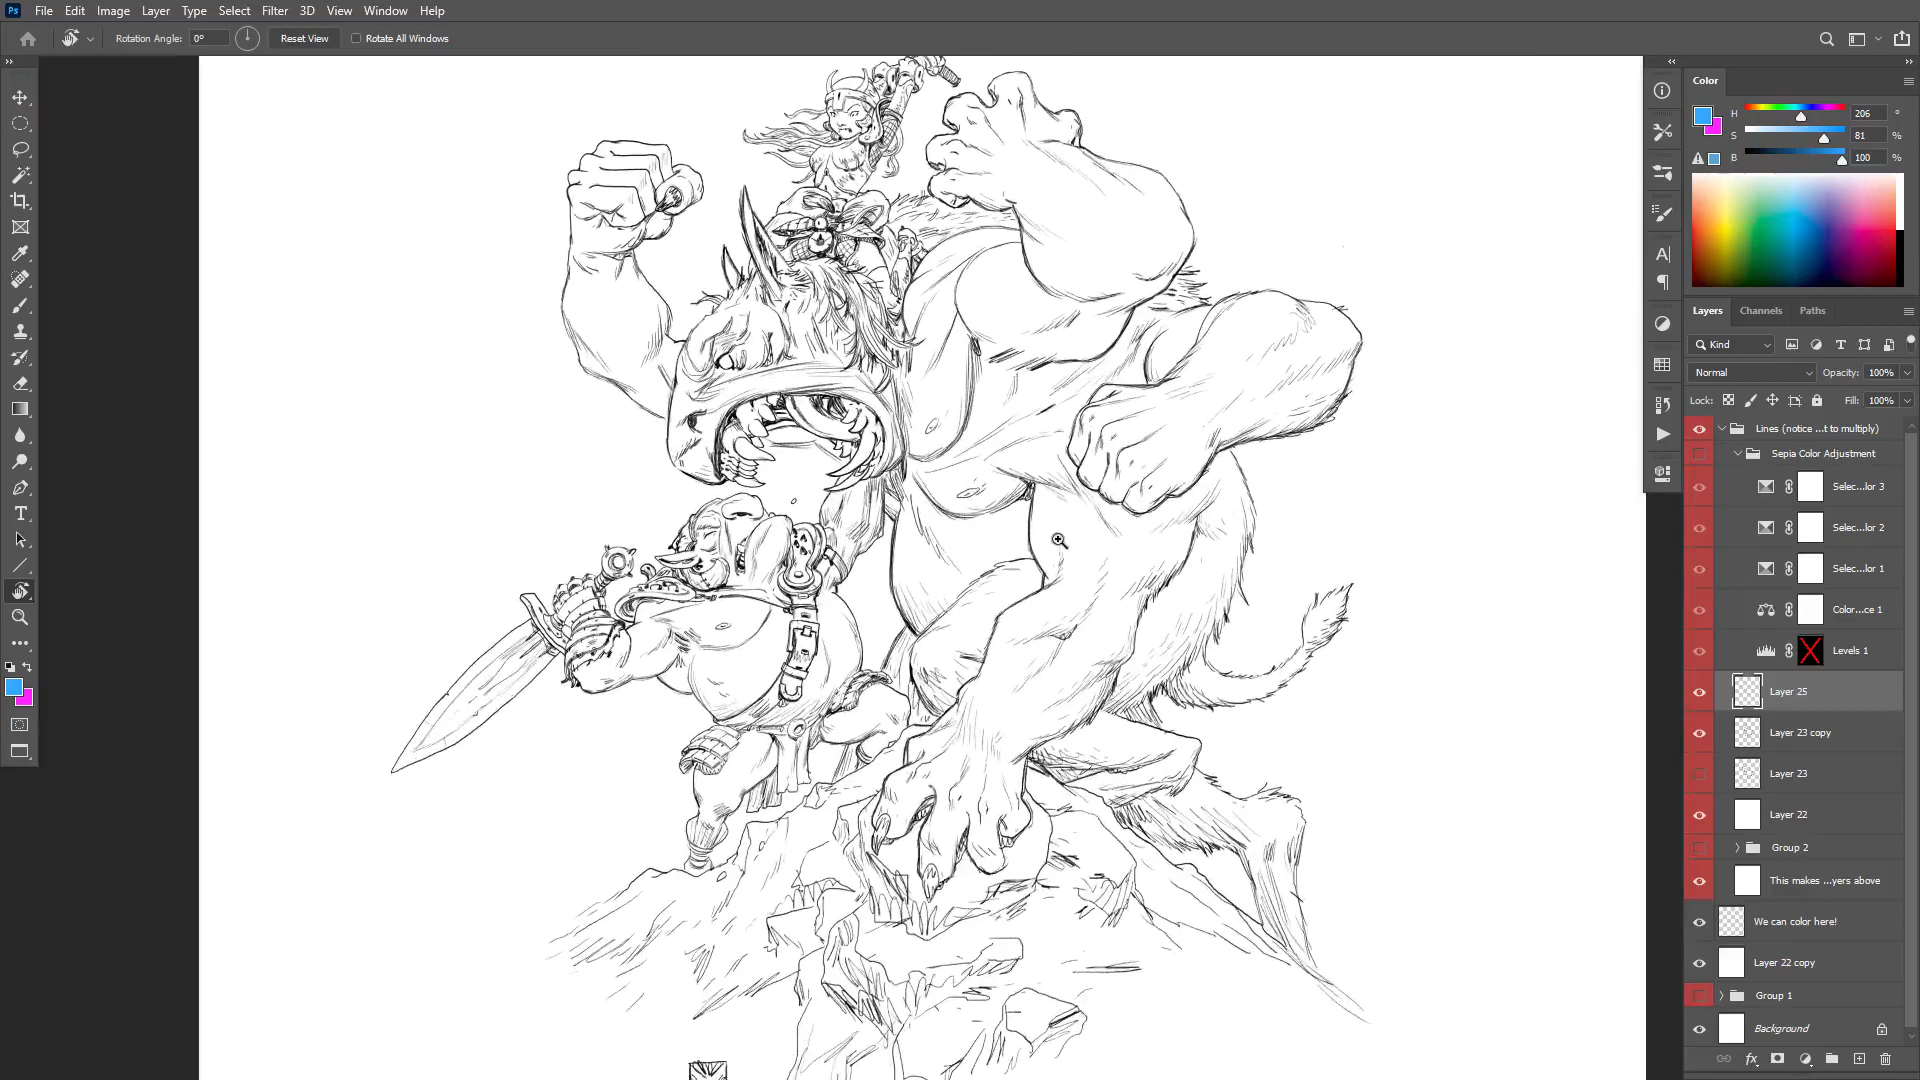 Ps File Edit Image Layer Type Select Filter 3D View Window Help
Rotation Angle: 0° Reset View Rotate All Windows
Color
H 206 °
S 81 %
B 100 %
Layers Channels Paths
Kind
Normal Opacity: 100%
Lock: Fill: 100%
Lines (notice ...t to multiply)
Sepia Color Adjustment
Selec...lor 3
Selec...lor 2
Selec...lor 1
Color...ce 1
Levels 1
Layer 25
Layer 23 copy
Layer 23
Layer 22
Group 2
This makes ...yers above
We can color here!
Layer 22 copy
Group 1
Background